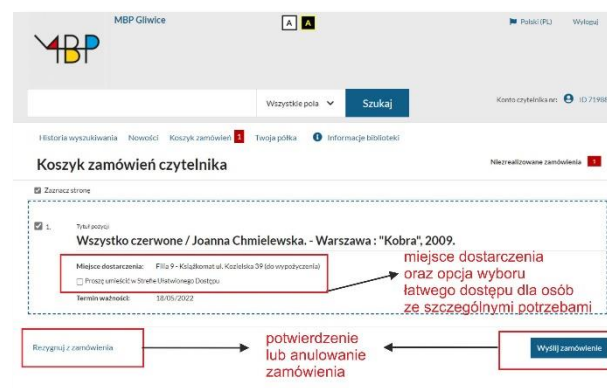 MBP Gliwice
A A
Polski (PL) Wyloguj
MBP
Wszystkie pola Szukaj
Konto czytelnika nr: ID 71988
Historia wyszukiwania Nowości Koszyk zamówień 1 Twoja półka Informacje biblioteki
Koszyk zamówień czytelnika
Niezrealizowane zamówienia 1
Zaznacz stronę
1. Tytuł pozycji
Wszystko czerwone / Joanna Chmielewska. - Warszawa : "Kobra", 2009.
Miejsce dostarczenia: Filia 9 - Książkomat ul. Kozielska 39 (do wypożyczenia)
Proszę umieścić w Strefie Ułatwionego Dostępu
Termin ważności: 18/05/2022
miejsce dostarczenia
oraz opcja wyboru
łatwego dostępu dla osób
ze szczególnymi potrzebami
Rezygnuj z zamówienia
potwierdzenie
lub anulowanie
zamówienia
Wyślij zamówienie